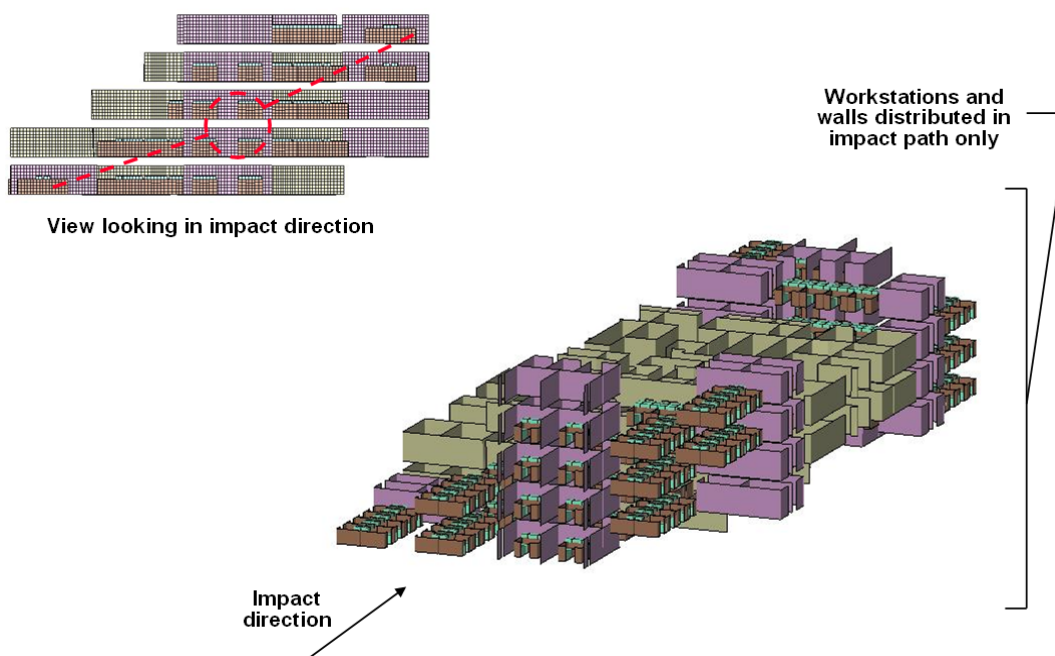 View looking in impact direction
Workstations and
walls distributed in
impact path only
Impact
direction